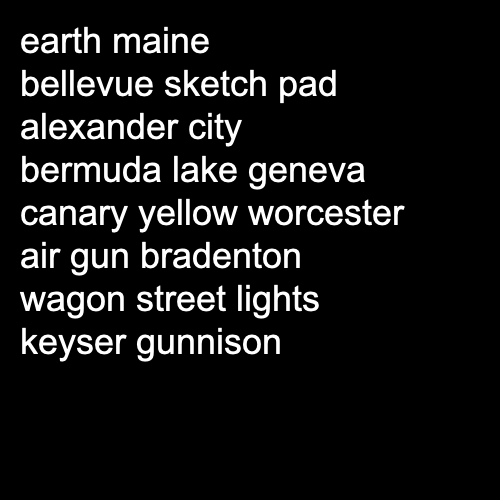 earth maine
bellevue sketch pad
alexander city
bermuda lake geneva
canary yellow worcester
air gun bradenton
wagon street lights
keyser gunnison